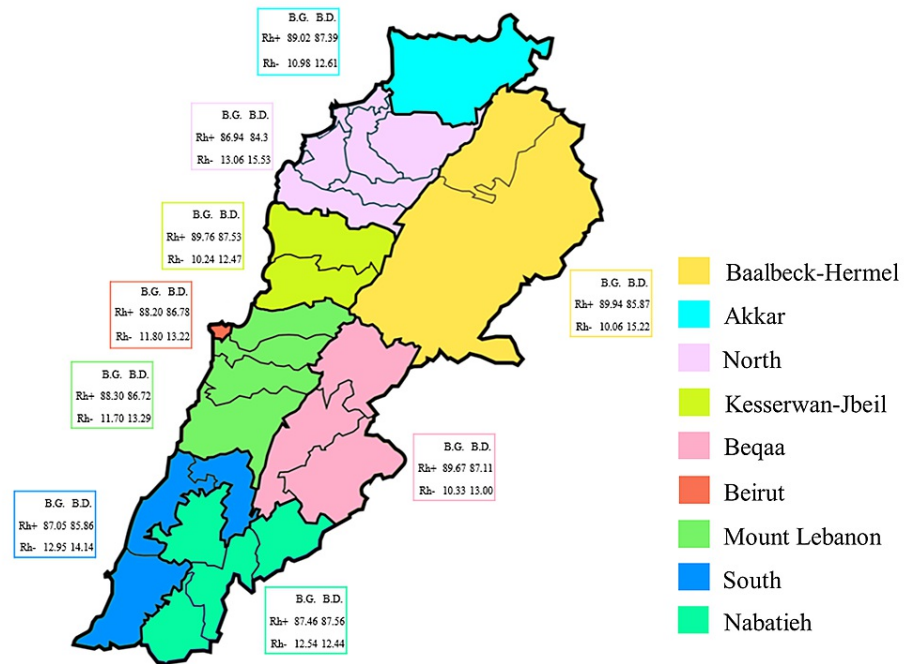 B.G. B.D.
Rh+ 89.02 87.39
Rh- 10.98 12.61
B.G. B.D.
Rh+ 86.94 84.3
Rh- 13.06 15.53
B.G. B.D.
Rh+ 89.76 87.53
Rh- 10.24 12.47
B.G. B.D.
Rh+ 88.20 86.78
Rh- 11.80 13.22
B.G. B.D.
Rh+ 88.30 86.72
Rh- 11.70 13.29
B.G. B.D.
Rh+ 87.05 85.86
Rh- 12.95 14.14
B.G. B.D.
Rh+ 87.46 87.56
Rh- 12.54 12.44
B.G. B.D.
Rh+ 89.67 87.11
Rh- 10.33 13.00
B.G. B.D.
Rh+ 89.94 85.87
Rh- 10.06 15.22
Baalbeck-Hermel
Akkar
North
Kesserwan-Jbeil
Beqaa
Beirut
Mount Lebanon
South
Nabatieh